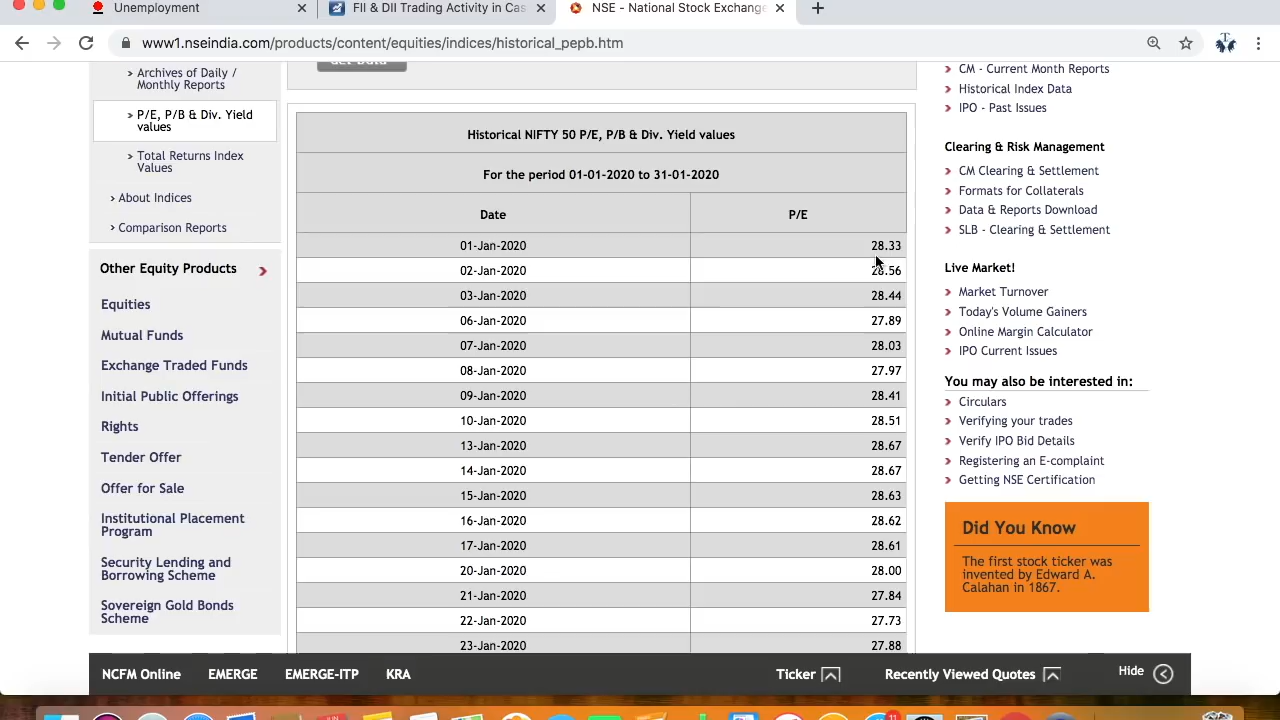 Unemployment
FII & DII Trading Activity in Cas
NSE - National Stock Exchange
www1.nseindia.com/products/content/equities/indices/historical_pepb.htm
Archives of Daily /
Monthly Reports
P/E, P/B & Div. Yield
values
Total Returns Index
Values
About Indices
Comparison Reports
Other Equity Products
Equities
Mutual Funds
Exchange Traded Funds
Initial Public Offerings
Rights
Tender Offer
Offer for Sale
Institutional Placement
Program
Security Lending and
Borrowing Scheme
Sovereign Gold Bonds
Scheme
Get Data
Historical NIFTY 50 P/E, P/B & Div. Yield values
For the period 01-01-2020 to 31-01-2020
Date P/E
01-Jan-2020 28.33
02-Jan-2020 28.56
03-Jan-2020 28.44
06-Jan-2020 27.89
07-Jan-2020 28.03
08-Jan-2020 27.97
09-Jan-2020 28.41
10-Jan-2020 28.51
13-Jan-2020 28.67
14-Jan-2020 28.67
15-Jan-2020 28.63
16-Jan-2020 28.62
17-Jan-2020 28.61
20-Jan-2020 28.00
21-Jan-2020 27.84
22-Jan-2020 27.73
23-Jan-2020 27.88
CM - Current Month Reports
Historical Index Data
IPO - Past Issues
Clearing & Risk Management
CM Clearing & Settlement
Formats for Collaterals
Data & Reports Download
SLB - Clearing & Settlement
Live Market!
Market Turnover
Today's Volume Gainers
Online Margin Calculator
IPO Current Issues
You may also be interested in:
Circulars
Verifying your trades
Verify IPO Bid Details
Registering an E-complaint
Getting NSE Certification
Did You Know
The first stock ticker was
invented by Edward A.
Calahan in 1867.
NCFM Online EMERGE EMERGE-ITP KRA Ticker Recently Viewed Quotes Hide
11